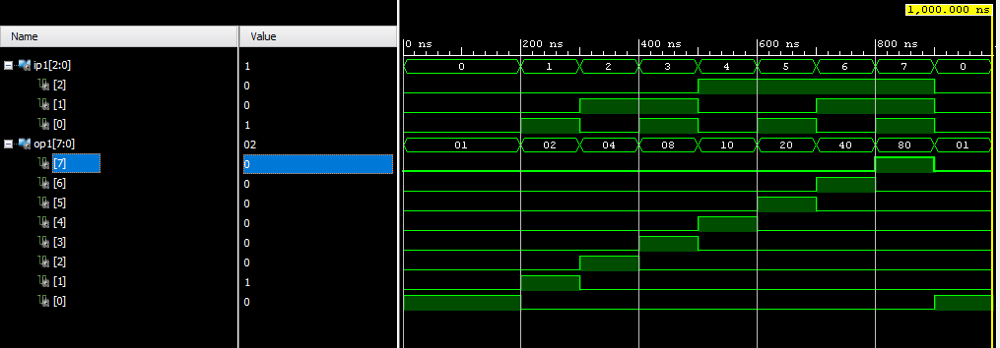 1,000.000 ns
Name Value
0 ns 200 ns 400 ns 600 ns 800 ns
ip1[2:0] 1 0 1 2 3 4 5 6 7 0
[2] 0
[1] 0
[0] 1
op1[7:0] 02 01 02 04 08 10 20 40 80 01
[7] 0
[6] 0
[5] 0
[4] 0
[3] 0
[2] 0
[1] 1
[0] 0